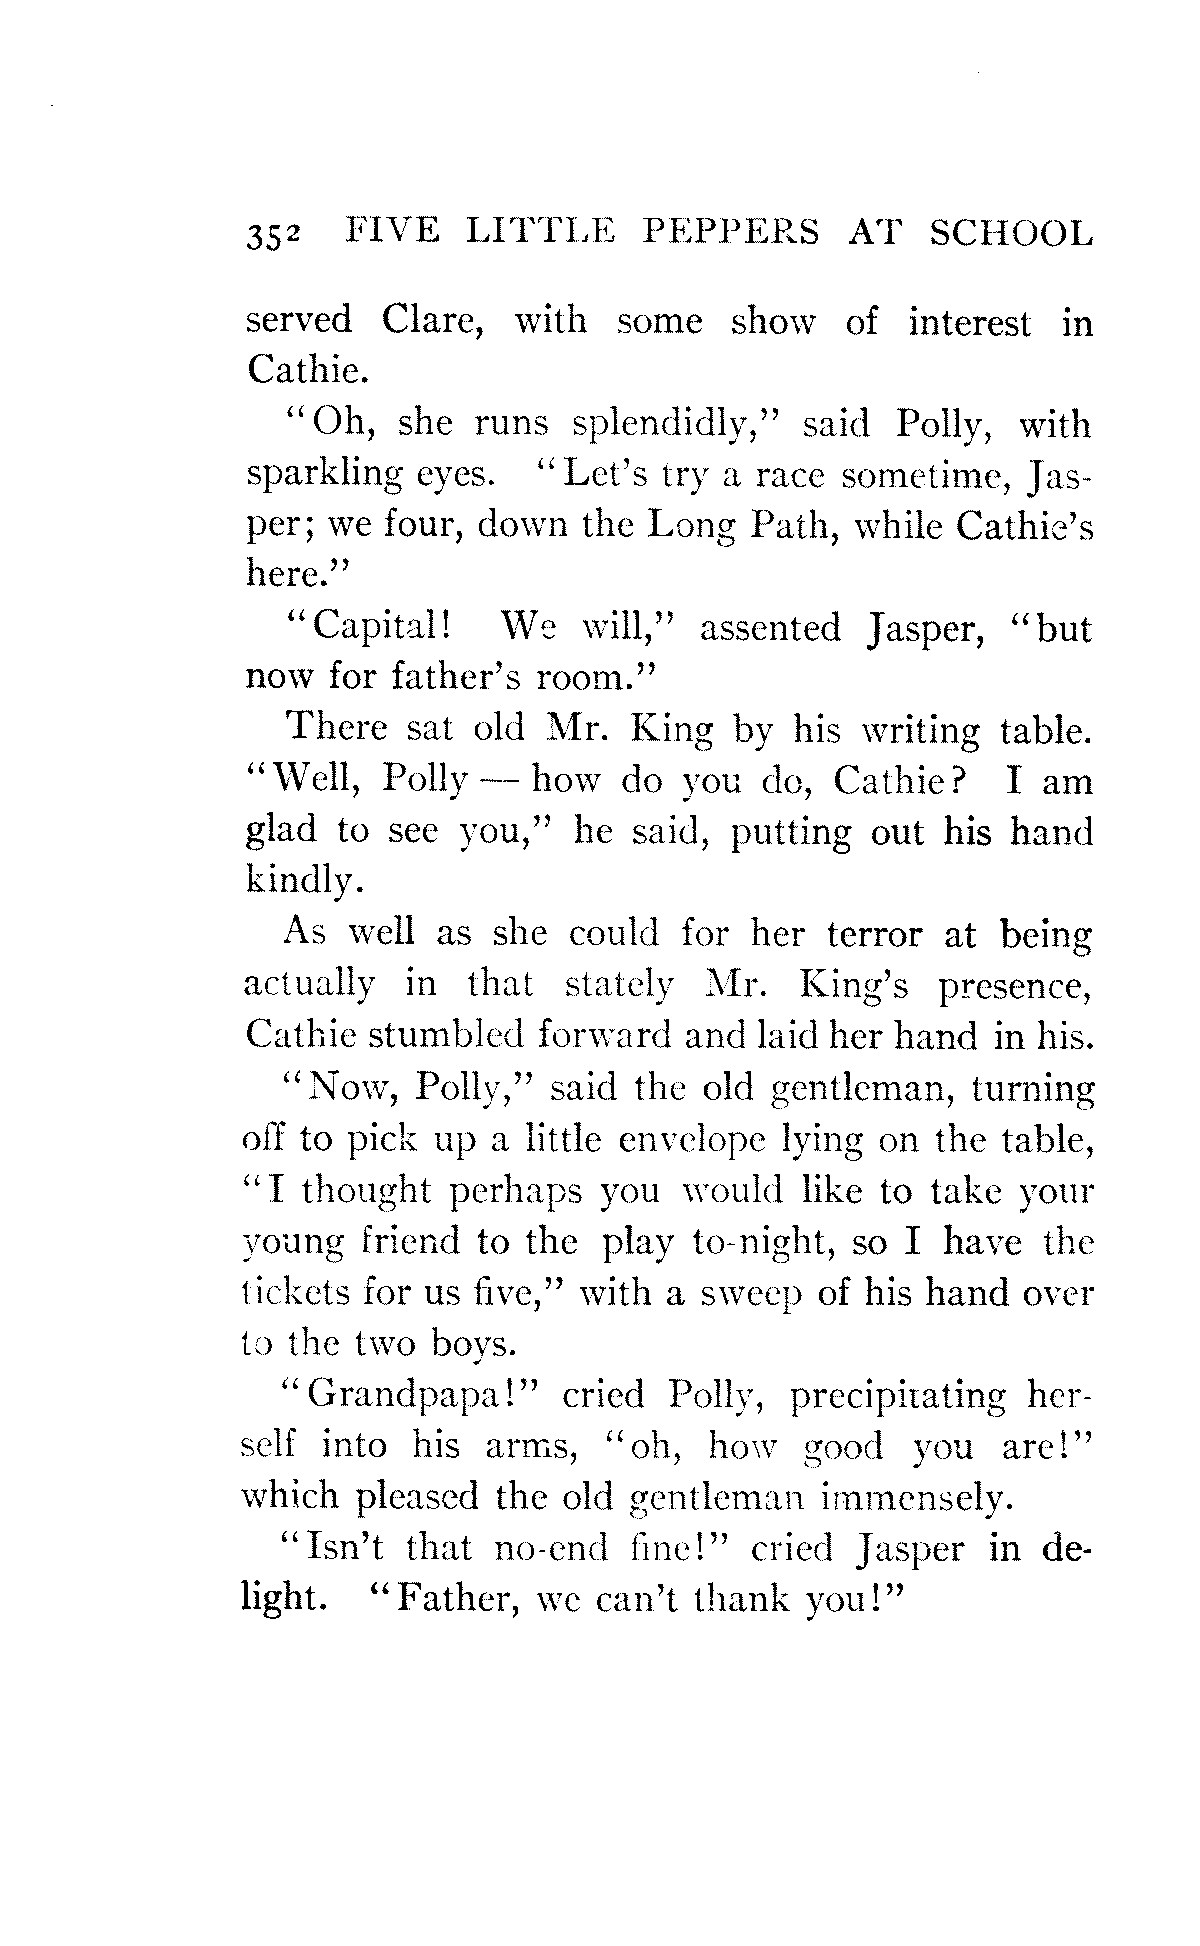 352 FIVE LITTLE PEPPERS AT SCHOOL
served Clare, with some show of interest in
Cathie.
“Oh, she runs splendidly,” said Polly, with
sparkling eyes. “Let’s try a race sometime, Jas-
per; we four, down the Long Path, while Cathie’s
here.”
“Capital! We will,” assented Jasper, “but
now for father’s room.”
There sat old Mr. King by his writing table.
“Well, Polly — how do you do, Cathie? I am
glad to see you,” he said, putting out his hand
kindly.
As well as she could for her terror at being
actually in that stately Mr. King’s presence,
Cathie stumbled forward and laid her hand in his.
“Now, Polly,” said the old gentleman, turning
off to pick up a little envelope lying on the table,
“I thought perhaps you would like to take your
young friend to the play to-night, so I have the
tickets for us five,” with a sweep of his hand over
to the two boys.
“Grandpapa!” cried Polly, precipitating her-
self into his arms, “oh, how good you are!”
which pleased the old gentleman immensely.
“Isn’t that no-end fine!” cried Jasper in de-
light. “Father, we can’t thank you!”